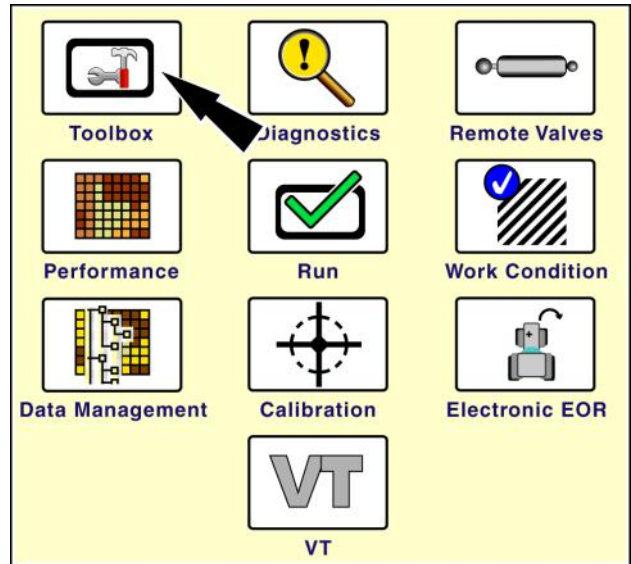 Toolbox
Diagnostics
Remote Valves
Performance
Run
Work Condition
Data Management
Calibration
Electronic EOR
VT
VT